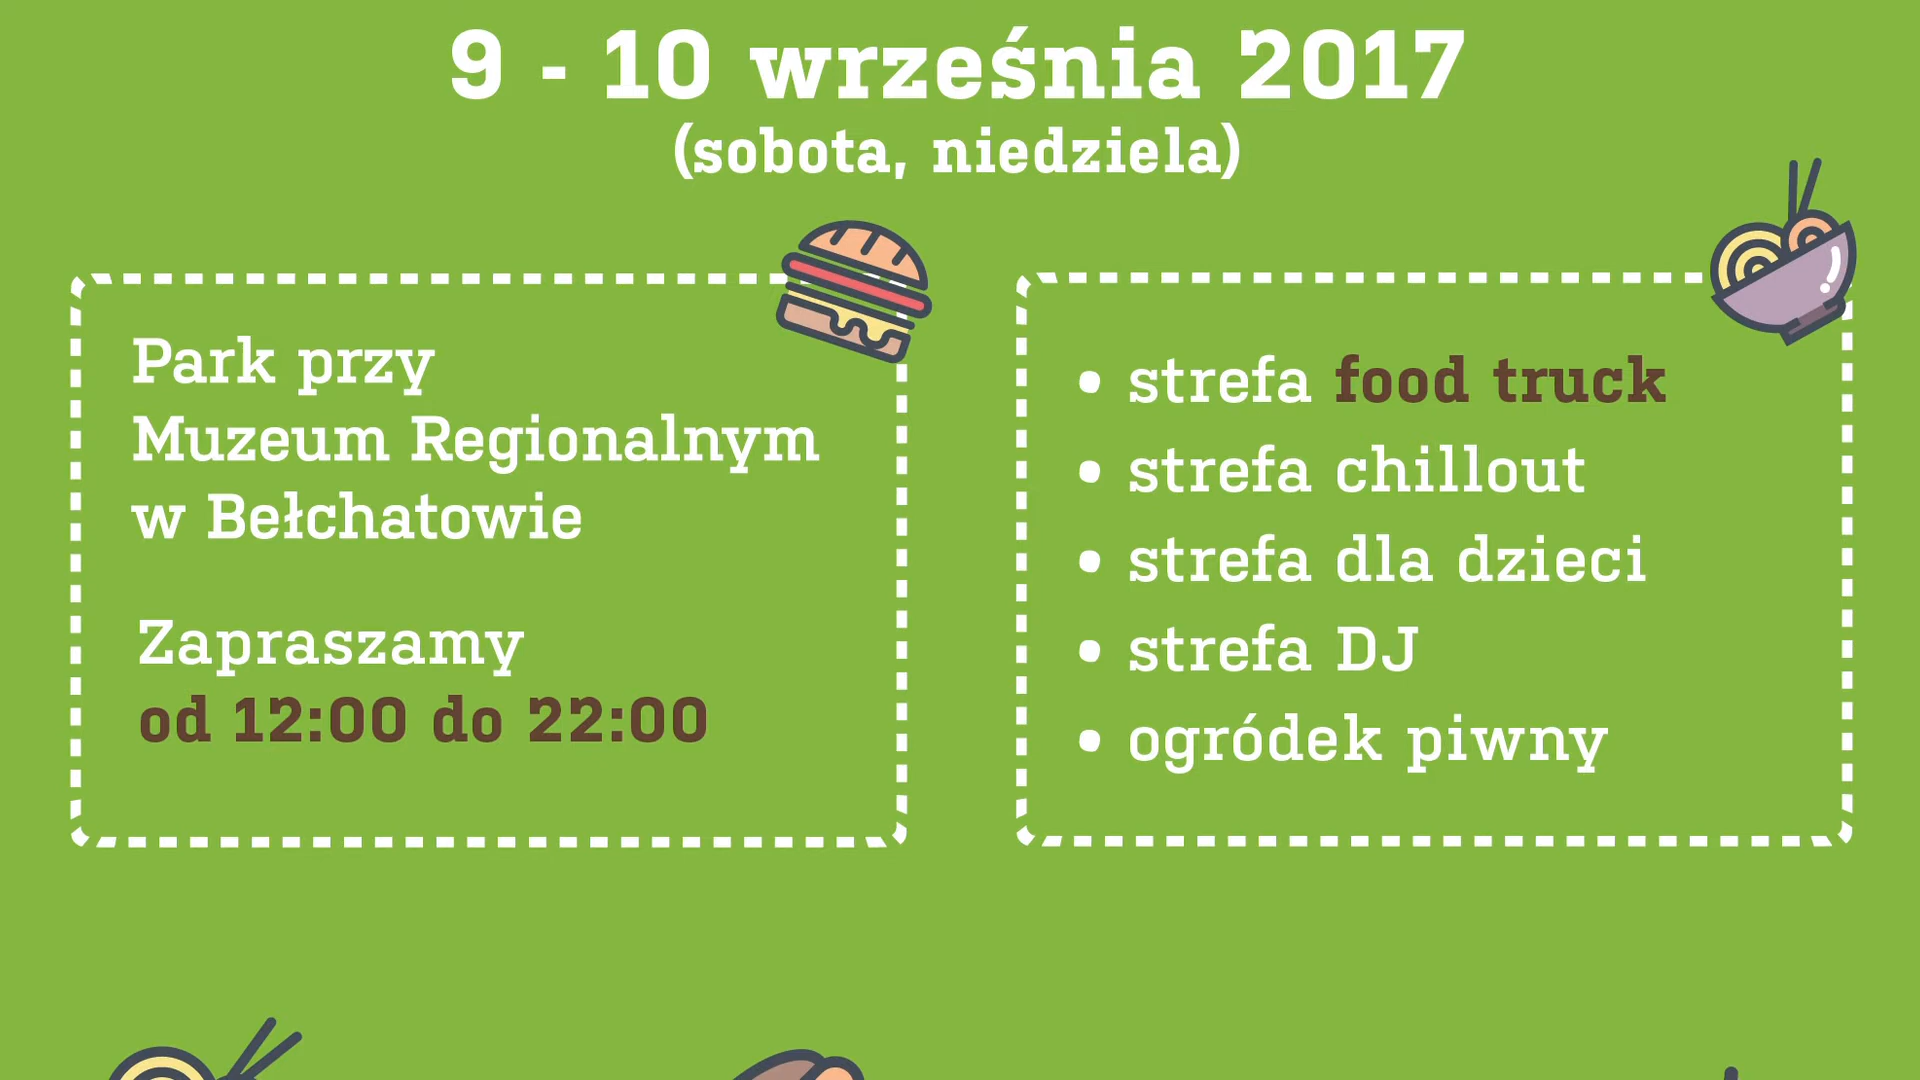 9 - 10 września 2017
(sobota, niedziela)
Park przy
Muzeum Regionalnym
w Bełchatowie
Zapraszamy
od 12:00 do 22:00
• strefa food truck
• strefa chillout
• strefa dla dzieci
• strefa DJ
• ogródek piwny